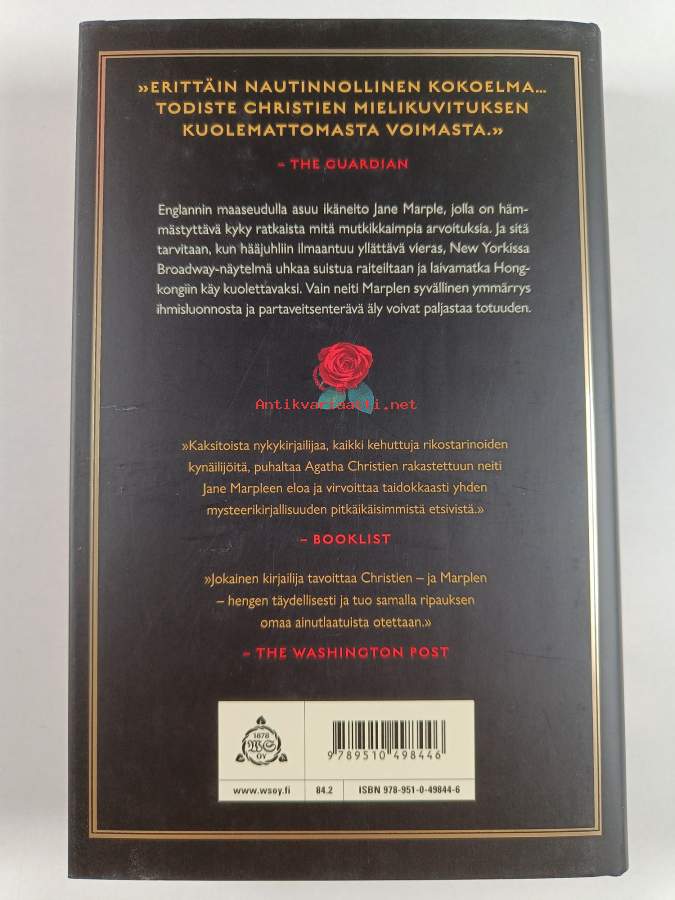 »ERITTÄIN NAUTINNOLLINEN KOKOELMA...
TODISTE CHRISTIEN MIELIKUVITUKSEN
KUOLEMATTOMASTA VOIMASTA.»
– THE GUARDIAN
Englannin maaseudulla asuu ikäneito Jane Marple, jolla on häm-
mästyttävä kyky ratkaista mitä mutkikkaimpia arvoituksia. Ja sitä
tarvitaan, kun hääjuhliin ilmaantuu yllättävä vieras, New Yorkissa
Broadway-näytelmä uhkaa suistua raiteiltaan ja laivamatka Hong-
kongiin käy kuolettavaksi. Vain neiti Marplen syvällinen ymmärrys
ihmisluonnosta ja partaveitsenterävä äly voivat paljastaa totuuden.
Antikvariaatti.net
»Kaksitoista nykykirjailijaa, kaikki kehuttuja rikostarinoiden
kynäilijöitä, puhaltaa Agatha Christien rakastettuun neiti
Jane Marpleen eloa ja virvoittaa taidokkaasti yhden
mysteerikirjallisuuden pitkäikäisimmistä etsivistä.»
– BOOKLIST
»Jokainen kirjailija tavoittaa Christien – ja Marplen
– hengen täydellisesti ja tuo samalla ripauksen
omaa ainutlaatuista otettaan.»
– THE WASHINGTON POST
1878
WS
OY
9 789510 498446
www.wsoy.fi
84.2
ISBN 978-951-0-49844-6